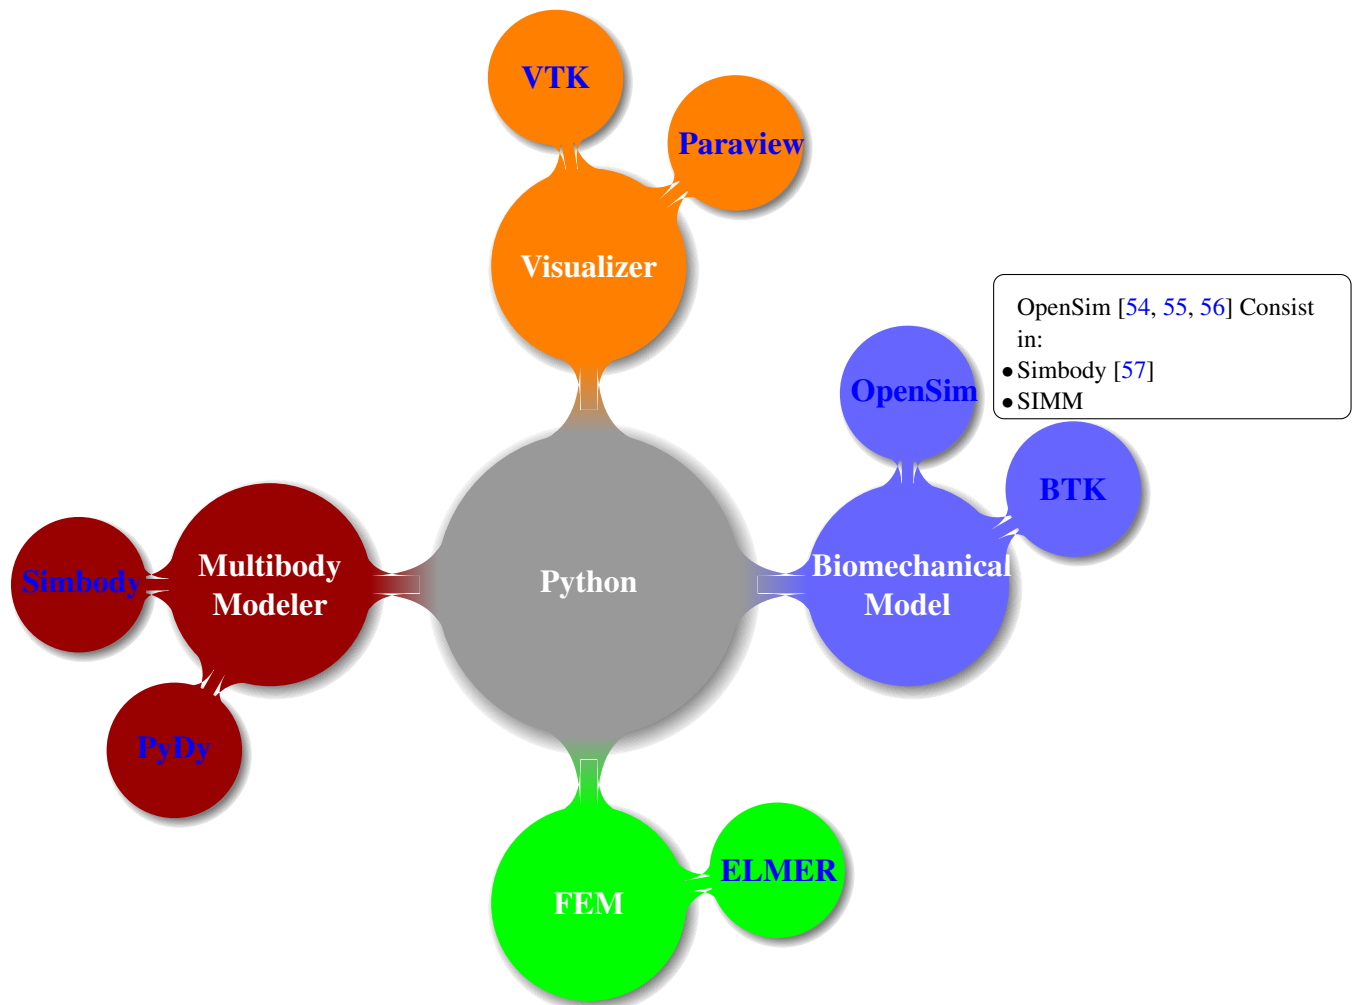 VTK
Paraview
Visualizer
OpenSim [54, 55, 56] Consist
in:
• Simbody [57]
• SIMM
OpenSim
BTK
Multibody
Modeler
Simbody
PyDy
Python
Biomechanical
Model
FEM
ELMER